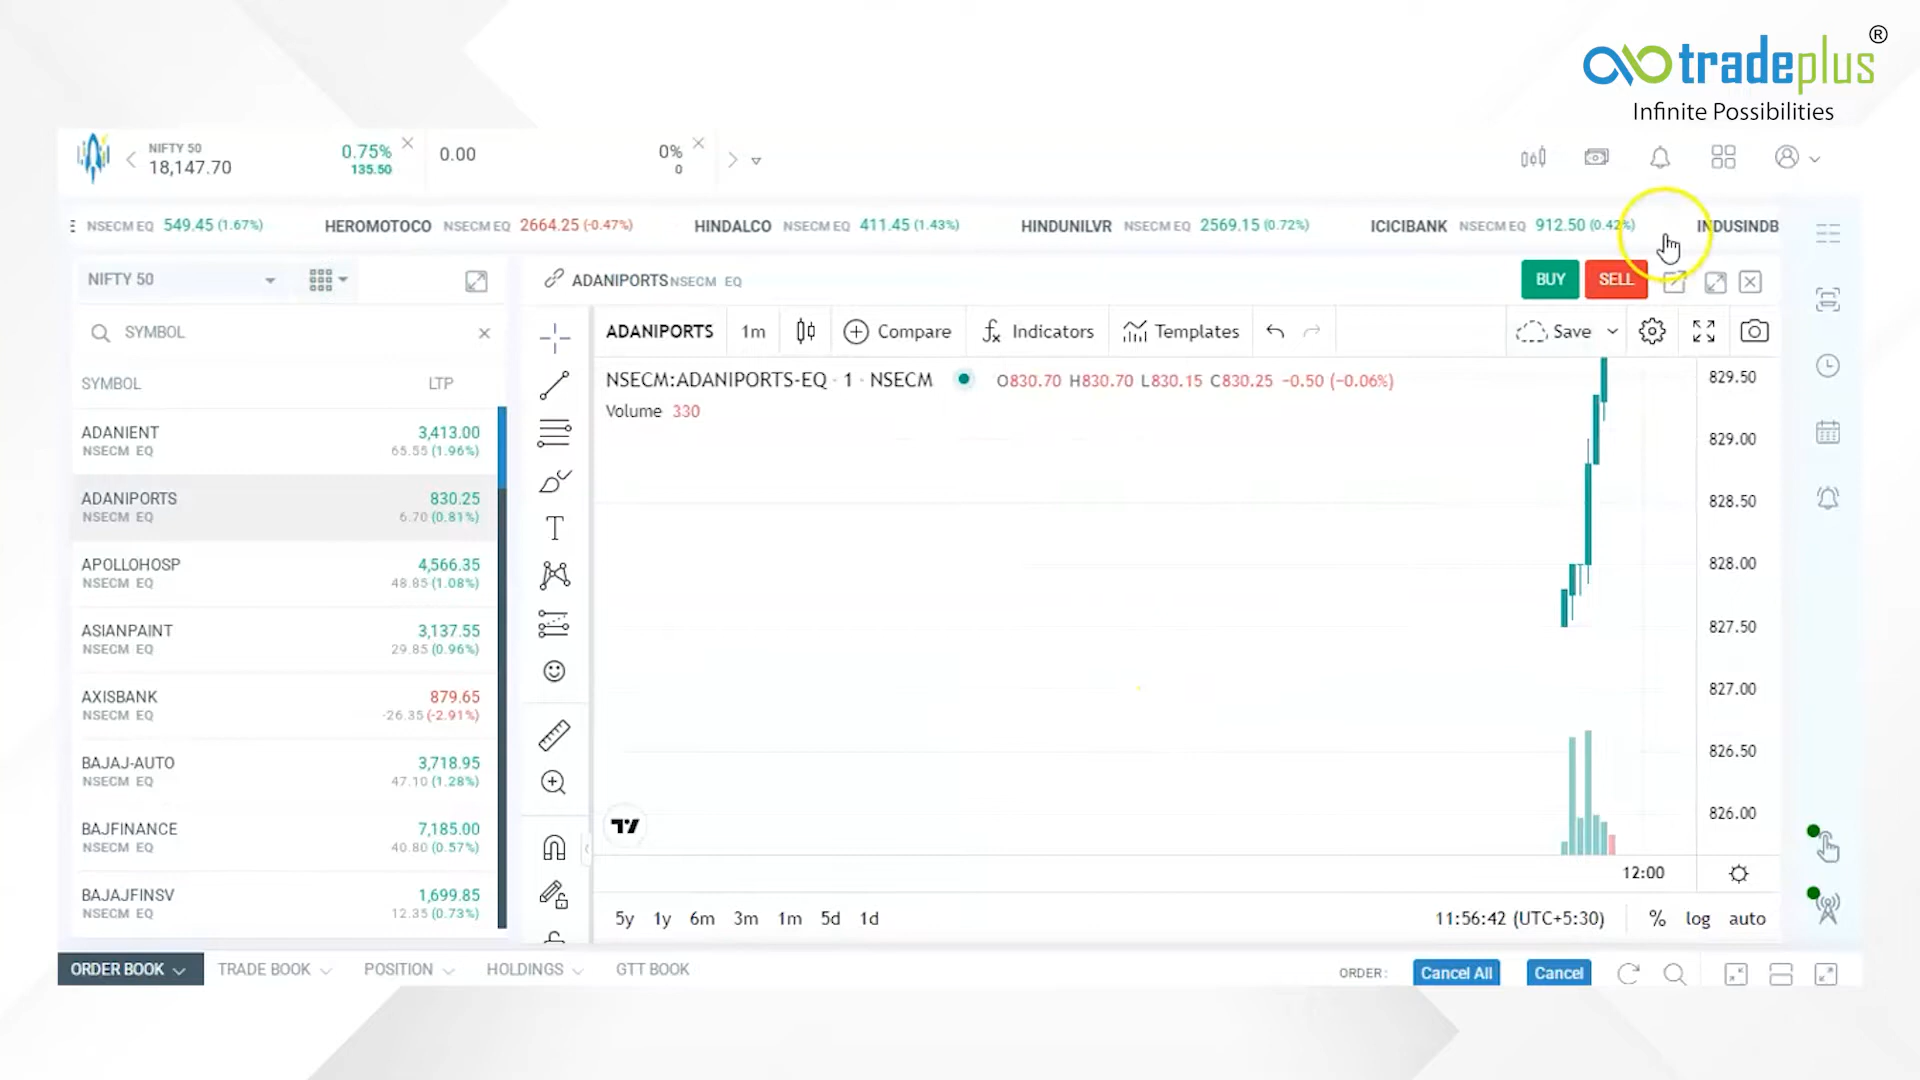 tradeplus®
Infinite Possibilities
NIFTY 50
18,147.70
0.75%
135.50
0.00
0%
0
NSECM EQ 549.45 (1.67%) HEROMOTOCO NSECM EQ 2664.25 (-0.47%) HINDALCO NSECM EQ 411.45 (1.43%) HINDUNILVR NSECM EQ 2569.15 (0.72%) ICICIBANK NSECM EQ 912.50 (0.42%) INDUSINDB
NIFTY 50
SYMBOL
SYMBOL LTP
ADANIENT 3,413.00
NSECM EQ 65.55 (1.96%)
ADANIPORTS 830.25
NSECM EQ 6.70 (0.81%)
APOLLOHOSP 4,566.35
NSECM EQ 48.85 (1.08%)
ASIANPAINT 3,137.55
NSECM EQ 29.85 (0.96%)
AXISBANK 879.65
NSECM EQ -26.35 (-2.91%)
BAJAJ-AUTO 3,718.95
NSECM EQ 47.10 (1.28%)
BAJFINANCE 7,185.00
NSECM EQ 40.80 (0.57%)
BAJAJFINSV 1,699.85
NSECM EQ 12.35 (0.73%)
ADANIPORTS NSECM EQ BUY SELL
ADANIPORTS 1m Compare Indicators Templates Save
NSECM:ADANIPORTS-EQ · 1 · NSECM O830.70 H830.70 L830.15 C830.25 −0.50 (−0.06%)
Volume 330
829.50
829.00
828.50
828.00
827.50
827.00
826.50
826.00
12:00
5y 1y 6m 3m 1m 5d 1d 11:56:42 (UTC+5:30) % log auto
ORDER BOOK TRADE BOOK POSITION HOLDINGS GTT BOOK ORDER: Cancel All Cancel